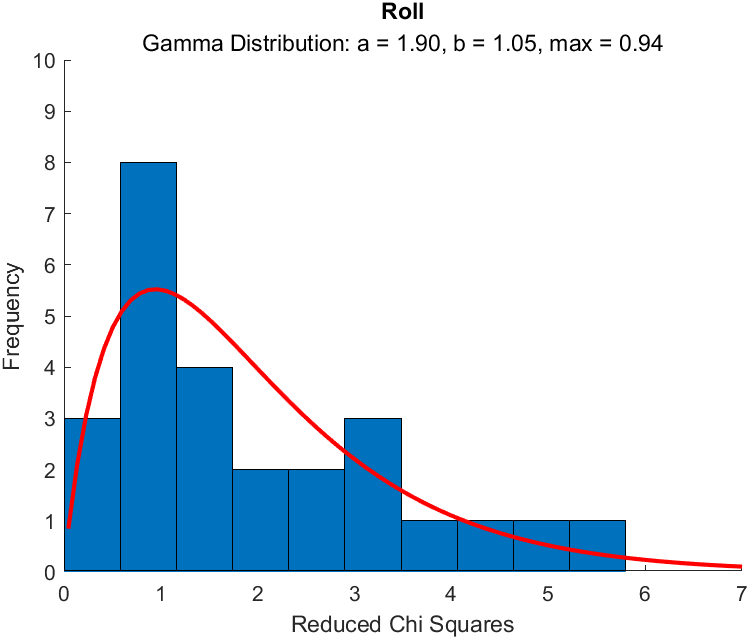 Roll
Gamma Distribution: a = 1.90, b = 1.05, max = 0.94
10
9
8
7
6
5
4
3
2
1
0
Frequency
0 1 2 3 4 5 6 7
Reduced Chi Squares